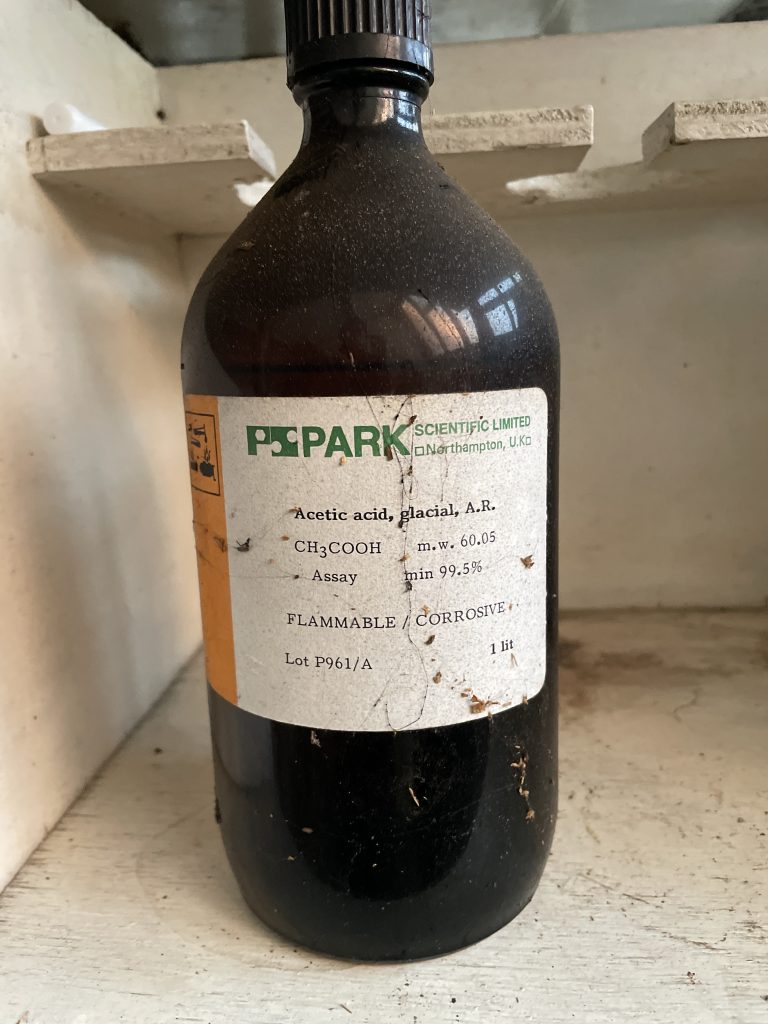 PARK SCIENTIFIC LIMITED
Northampton, U.K
Acetic acid, glacial, A.R.
CH₃COOH m.w. 60.05
Assay min 99.5%
FLAMMABLE / CORROSIVE
Lot P961/A
1 lit